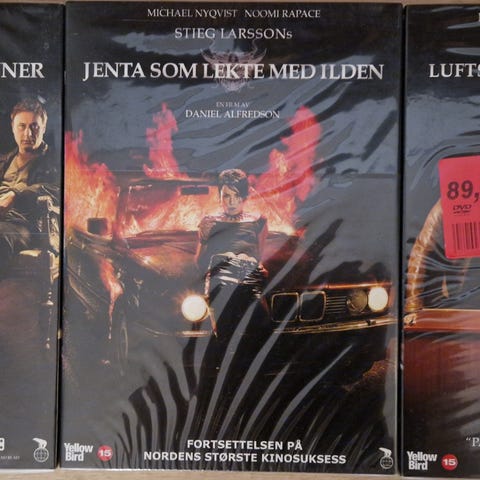 NER
MICHAEL NYQVIST NOOMI RAPACE
STIEG LARSSONs
JENTA SOM LEKTE MED ILDEN
EN FILM AV
DANIEL ALFREDSON
FORTSETTELSEN PÅ
NORDENS STØRSTE KINOSUKSESS
Yellow
Bird
15
LUFTS
89,
DVD
"PA
Yellow
Bird
15